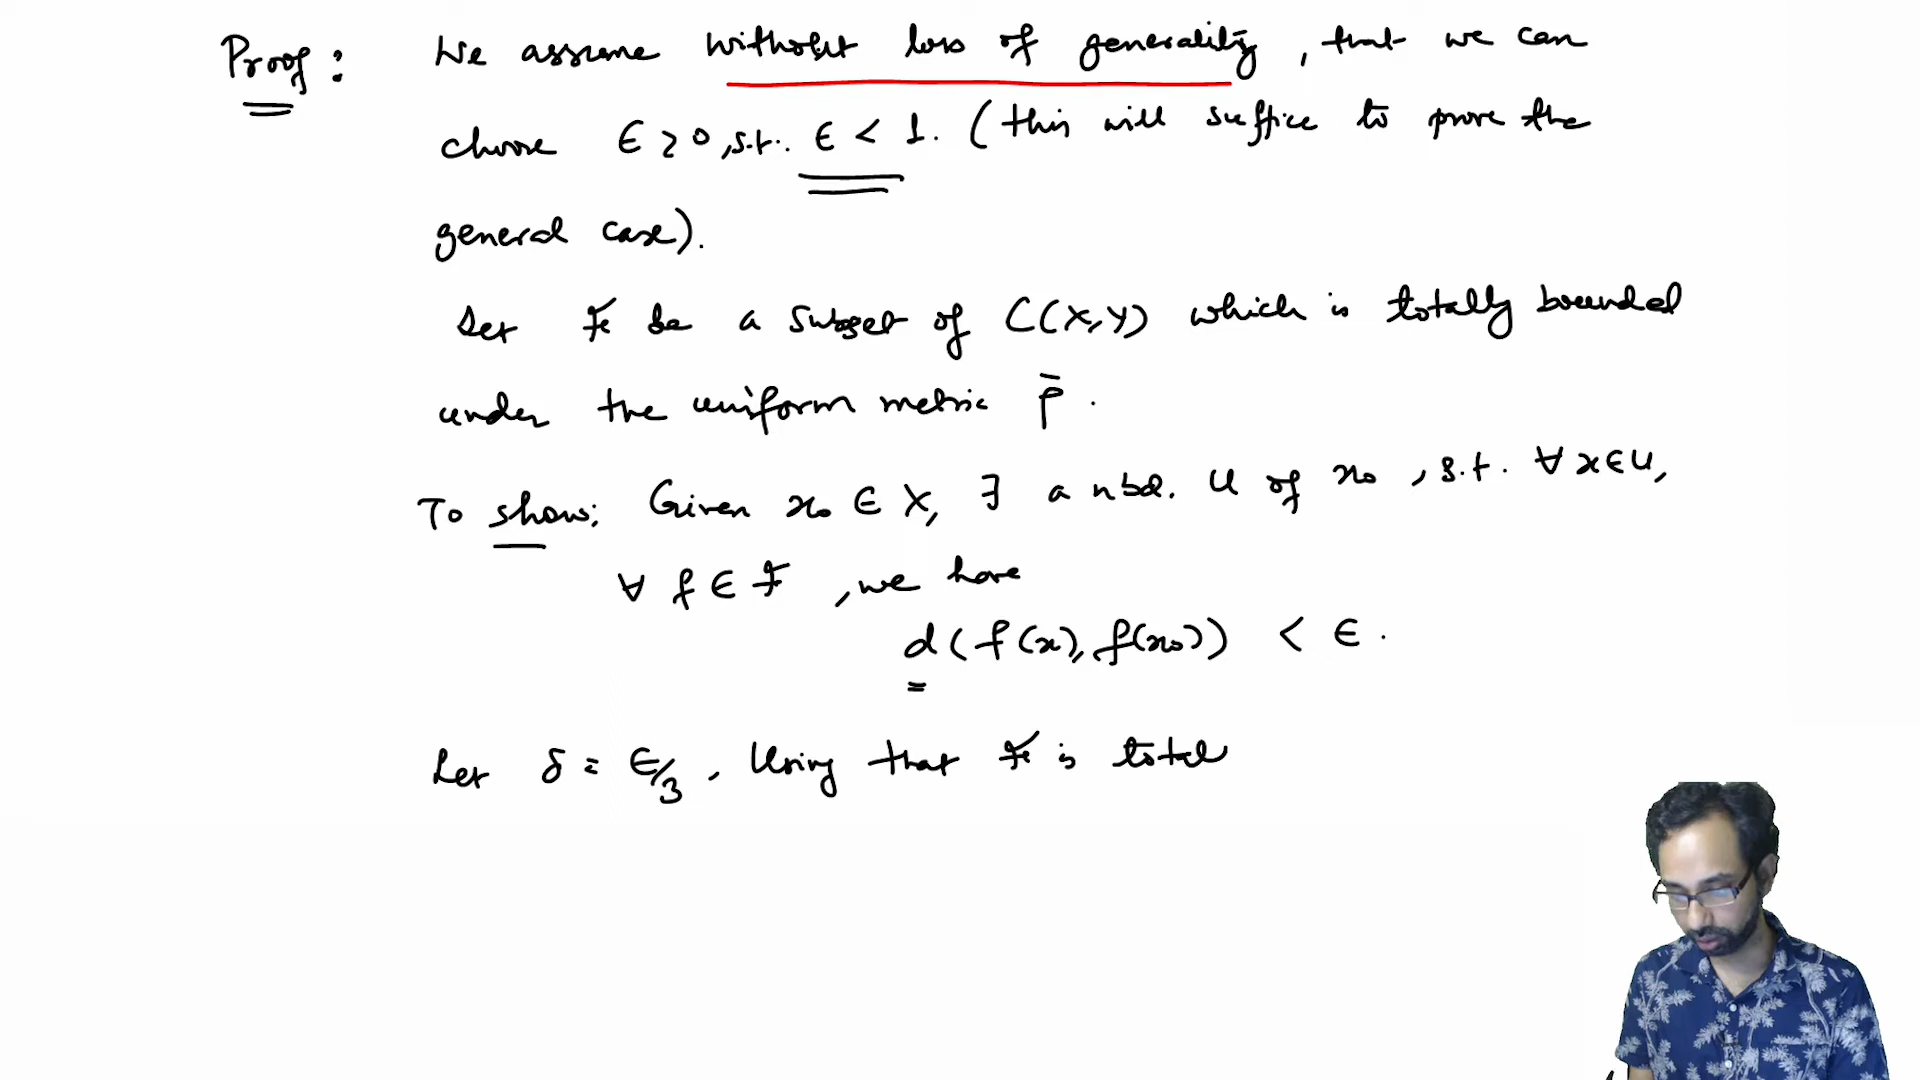 Proof: We assume without loss of generality, that we can
choose ε > 0, s.t. ε < 1. (this will suffice to prove the
general case).
Let ℱ be a subset of C(X,Y) which is totally bounded
under the uniform metric ρ̄.
To show: Given x₀ ∈ X, ∃ a nbd. U of x₀, s.t. ∀ x ∈ U,
∀ f ∈ ℱ, we have
d(f(x), f(x₀)) < ε.
Let δ = ε/3. Using that ℱ is total